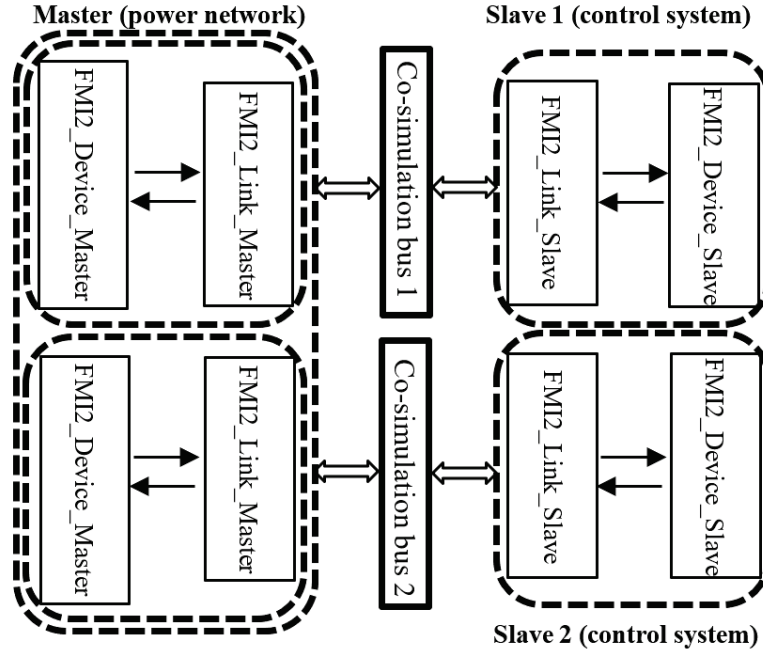 Master (power network)
Slave 1 (control system)
FMI2_Device_Master
FMI2_Link_Master
Co-simulation bus 1
FMI2_Link_Slave
FMI2_Device_Slave
FMI2_Device_Master
FMI2_Link_Master
Co-simulation bus 2
FMI2_Link_Slave
FMI2_Device_Slave
Slave 2 (control system)